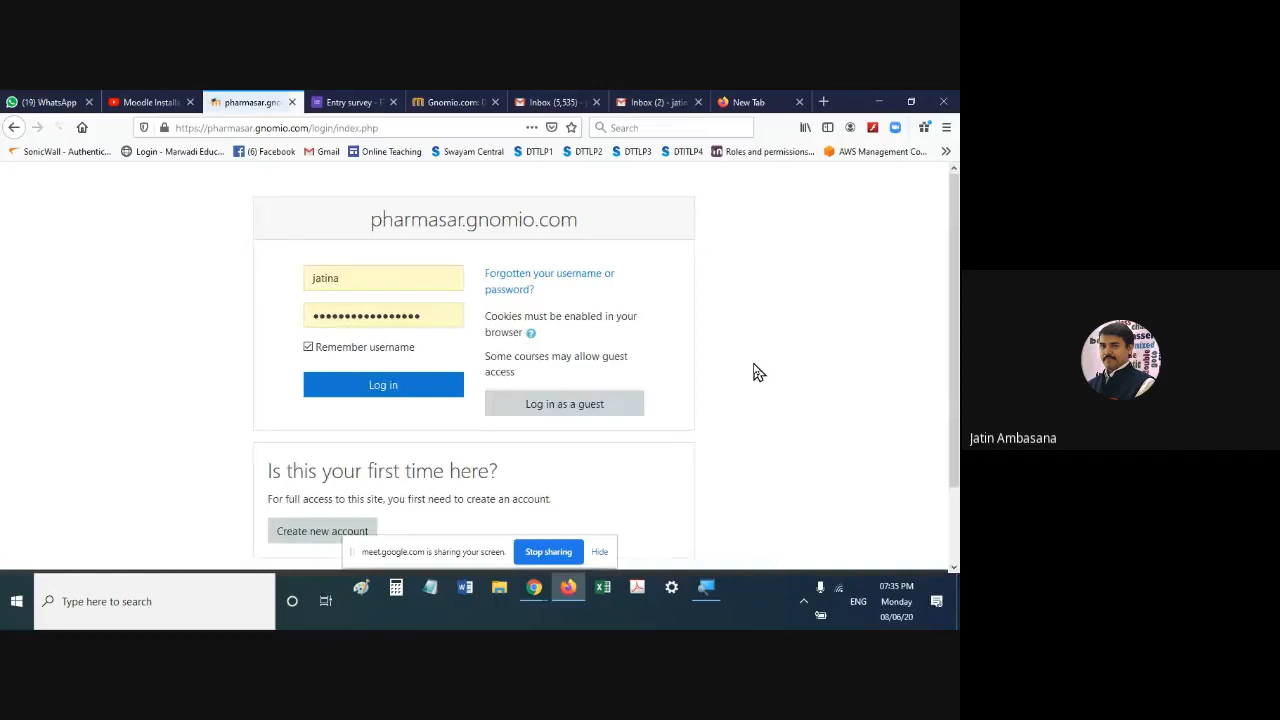 (19) WhatsApp
Moodle Installa
pharmasar.gno
Entry survey - F
Gnomio.com:
Inbox (5,535) - j
Inbox (2) - jatin
New Tab
https://pharmasar.gnomio.com/login/index.php
Search
SonicWall - Authentic...
Login - Marwadi Educ...
(6) Facebook
Gmail
Online Teaching
Swayam Central
DTTLP1
DTTLP2
DTTLP3
DTITLP4
Roles and permissions...
AWS Management Co...
pharmasar.gnomio.com
jatina
Remember username
Log in
Forgotten your username or
password?
Cookies must be enabled in your
browser
Some courses may allow guest
access
Log in as a guest
Is this your first time here?
For full access to this site, you first need to create an account.
Create new account
meet.google.com is sharing your screen.
Stop sharing
Hide
Type here to search
ENG
07:35 PM
Monday
08/06/20
Jatin Ambasana